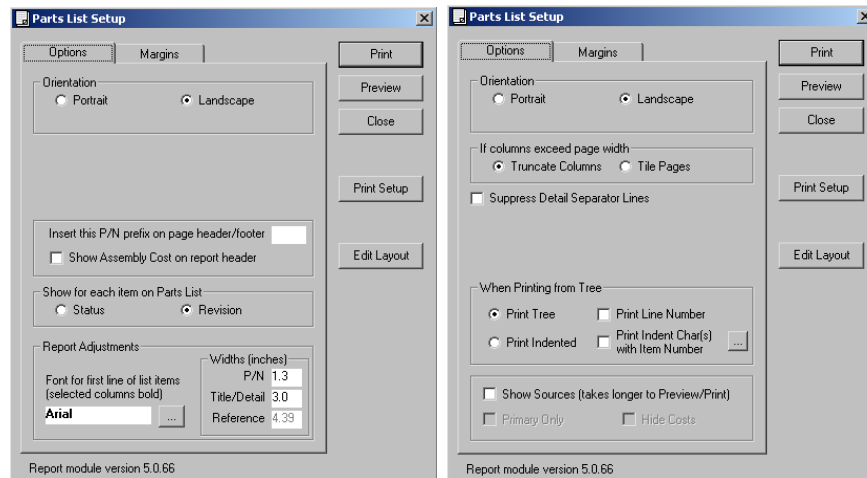 Parts List Setup
Options Margins
Print
Orientation
Portrait Landscape
Preview
Close
Print Setup
Insert this P/N prefix on page header/footer
Show Assembly Cost on report header
Edit Layout
Show for each item on Parts List
Status Revision
Report Adjustments
Widths (inches)
Font for first line of list items
(selected columns bold)
P/N 1.3
Title/Detail 3.0
Arial ...
Reference 4.39
Report module version 5.0.66
Parts List Setup
Options Margins
Print
Orientation
Portrait Landscape
Preview
Close
If columns exceed page width
Truncate Columns Tile Pages
Print Setup
Suppress Detail Separator Lines
Edit Layout
When Printing from Tree
Print Tree Print Line Number
Print Indented Print Indent Char(s)
with Item Number ...
Show Sources (takes longer to Preview/Print)
Primary Only Hide Costs
Report module version 5.0.66